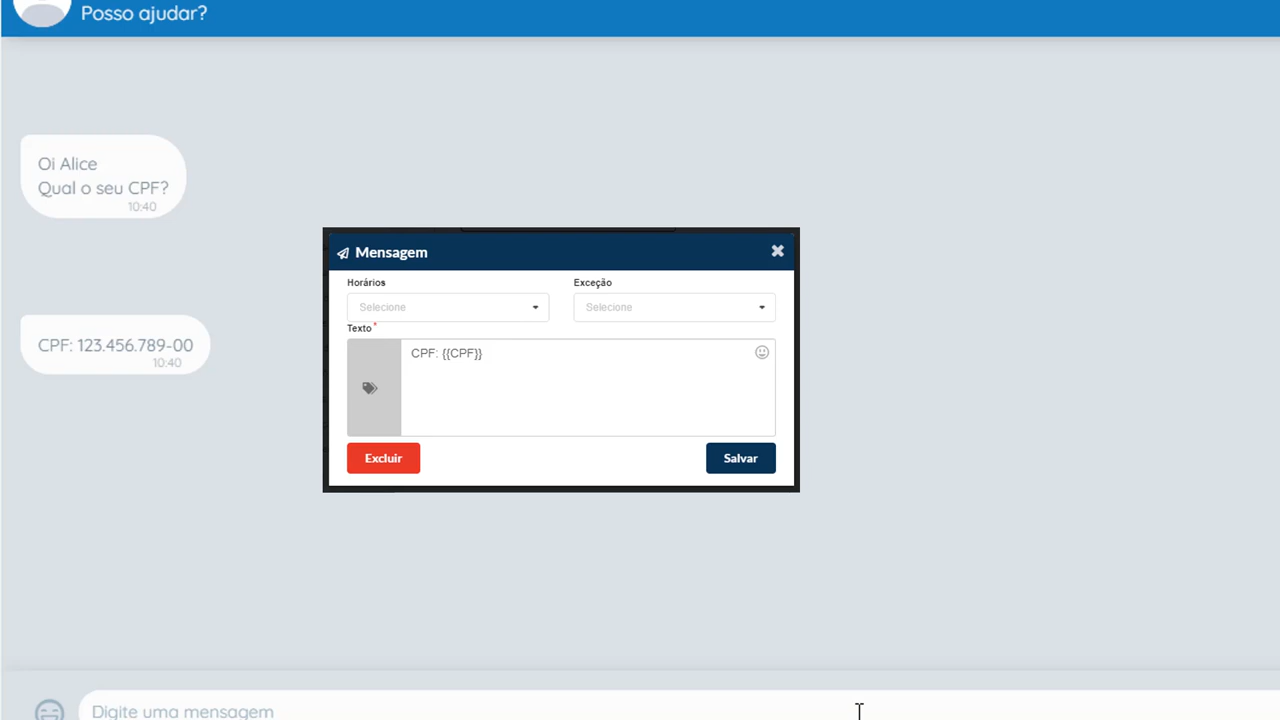 Posso ajudar?
Oi Alice
Qual o seu CPF?
10:40
CPF: 123.456.789-00
10:40
Mensagem
Horários
Exceção
Selecione
Selecione
Texto *
CPF: {{CPF}}
Excluir
Salvar
Digite uma mensagem